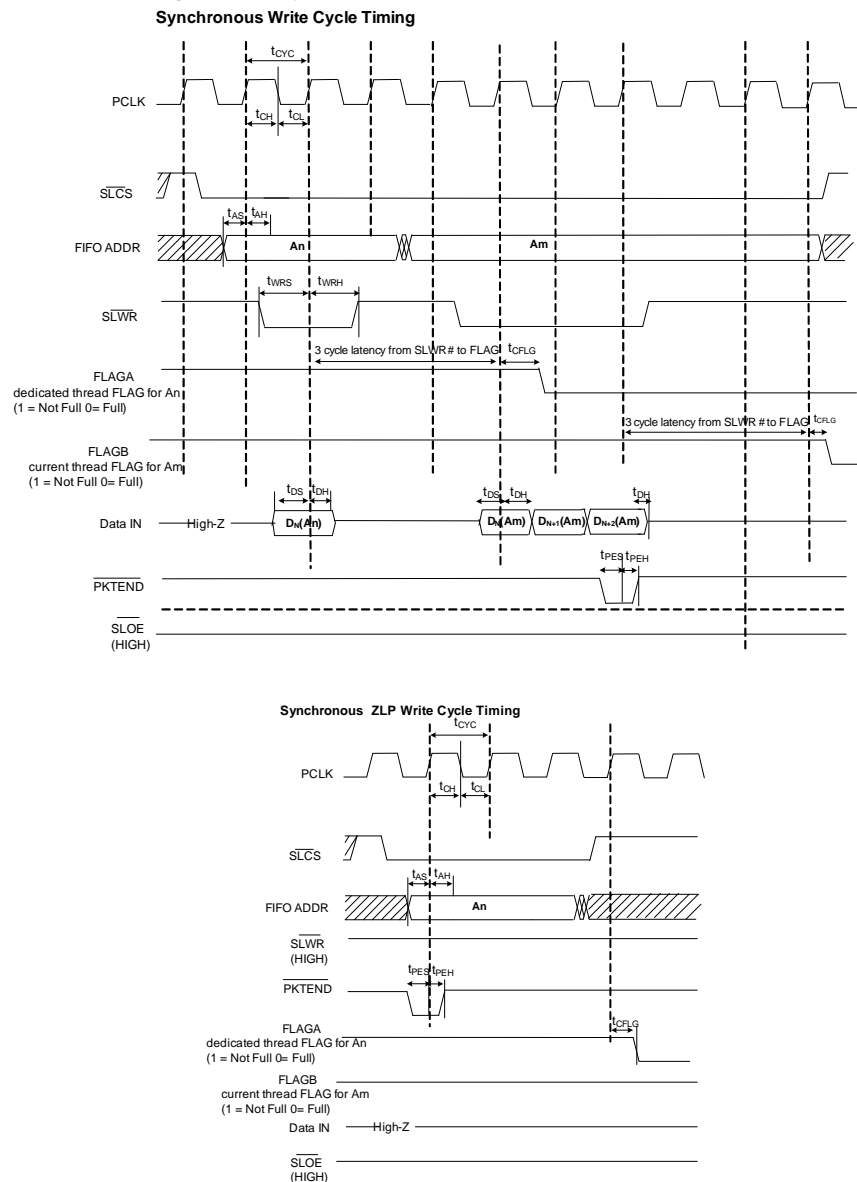 Synchronous Write Cycle Timing
tCYC
PCLK
tCH tCL
SLCS
tAS tAH
FIFO ADDR An Am
tWRS tWRH
SLWR
3 cycle latency from SLWR # to FLAG tCFLG
FLAGA
dedicated thread FLAG for An
(1 = Not Full 0= Full)
3 cycle latency from SLWR # to FLAG tCFLG
FLAGB
current thread FLAG for Am
(1 = Not Full 0= Full)
tDS tDH tDS tDH tDH
Data IN High-Z DN(An) DN(Am) DN+1(Am) DN+2(Am)
tPES tPEH
PKTEND
SLOE
(HIGH)
Synchronous ZLP Write Cycle Timing
tCYC
PCLK
tCH tCL
SLCS
tAS tAH
FIFO ADDR An
SLWR
(HIGH)
tPES tPEH
PKTEND
FLAGA tCFLG
dedicated thread FLAG for An
(1 = Not Full 0= Full)
FLAGB
current thread FLAG for Am
(1 = Not Full 0= Full)
Data IN High-Z
SLOE
(HIGH)